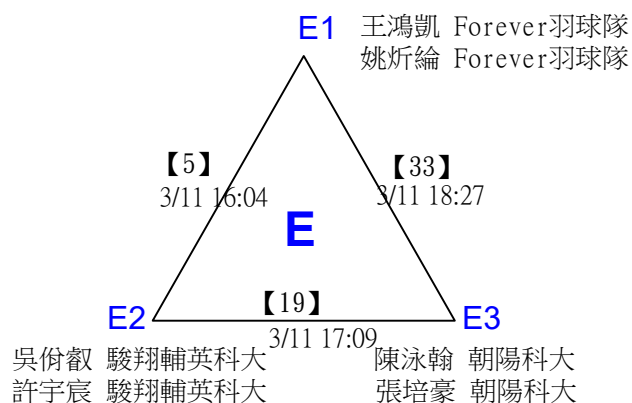 E1
王鴻凱 Forever羽球隊
姚炘綸 Forever羽球隊
【5】
3/11 16:04
【33】
3/11 18:27
E
E2
【19】
3/11 17:09
E3
吳佾叡 駿翔輔英科大
許宇宸 駿翔輔英科大
陳泳翰 朝陽科大
張培豪 朝陽科大